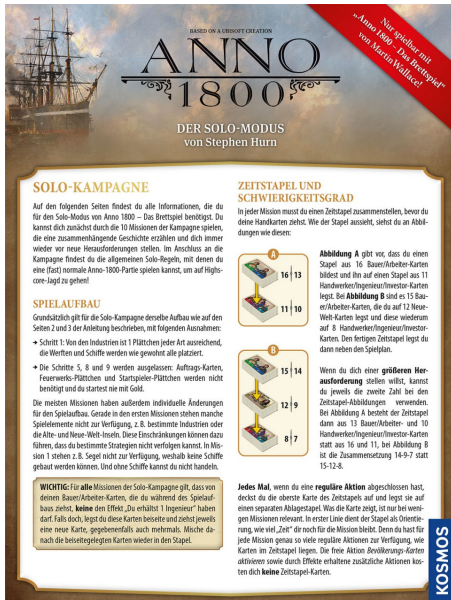 BASED ON A UBISOFT CREATION
ANNO
1800
Nur spielbar mit
„Anno 1800 – Das Brettspiel“
von Martin Wallace!
DER SOLO-MODUS
von Stephen Hurn
SOLO-KAMPAGNE
Auf den folgenden Seiten findest du alle Informationen, die du
für den Solo-Modus von Anno 1800 – Das Brettspiel benötigst. Du
kannst dich zunächst durch die 10 Missionen der Kampagne spielen,
die eine zusammenhängende Geschichte erzählen und dich immer
wieder vor neue Herausforderungen stellen. Im Anschluss an die
Kampagne findest du die allgemeinen Solo-Regeln, mit denen du
eine (fast) normale Anno-1800-Partie spielen kannst, um auf Highs-
core-Jagd zu gehen!
SPIELAUFBAU
Grundsätzlich gilt für die Solo-Kampagne derselbe Aufbau wie auf den
Seiten 2 und 3 der Anleitung beschrieben, mit folgenden Ausnahmen:
→ Schritt 1: Von den Industrien ist 1 Plättchen jeder Art ausreichend,
die Werften und Schiffe werden wie gewohnt alle platziert.
→ Die Schritte 5, 8 und 9 werden ausgelassen: Auftrags-Karten,
Feuerwerks-Plättchen und Startspieler-Plättchen werden nicht
benötigt und du startest nie mit Gold.
Die meisten Missionen haben außerdem individuelle Änderungen
für den Spielaufbau. Gerade in den ersten Missionen stehen manche
Spielelemente nicht zur Verfügung, z. B. bestimmte Industrien oder
die Alte- und Neue-Welt-Inseln. Diese Einschränkungen können dazu
führen, dass du bestimmte Strategien nicht verfolgen kannst. In Mis-
sion 1 stehen z. B. Segel nicht zur Verfügung, weshalb keine Schiffe
gebaut werden können. Und ohne Schiffe kannst du nicht handeln.
WICHTIG: Für alle Missionen der Solo-Kampagne gilt, dass von
deinen Bauer/Arbeiter-Karten, die du während des Spielauf-
baus ziehst, keine den Effekt „Du erhältst 1 Ingenieur“ haben
darf. Falls doch, legst du diese Karten beiseite und ziehst jeweils
eine neue Karte, gegebenenfalls auch mehrmals. Mische da-
nach die beiseitegelegten Karten wieder in den Stapel.
ZEITSTAPEL UND
SCHWIERIGKEITSGRAD
In jeder Mission musst du einen Zeitstapel zusammenstellen, bevor du
deine Handkarten ziehst. Wie der Stapel aussieht, siehst du an Abbil-
dungen wie diesen:
A
16 | 13
11 | 10
Abbildung A gibt vor, dass du einen
Stapel aus 16 Bauer/Arbeiter-Karten
bildest und ihn auf einen Stapel aus 11
Handwerker/Ingenieur/Investor-Karten
legst. Bei Abbildung B sind es 15 Bau-
er/Arbeiter-Karten, die du auf 12 Neue-
Welt-Karten legst und diese wiederum
auf 8 Handwerker/Ingenieur/Investor-
Karten. Den fertigen Zeitstapel legst du
dann neben den Spielplan.
B
15 | 14
12 | 9
8 | 7
Wenn du dich einer größeren Her-
ausforderung stellen willst, kannst
du jeweils die zweite Zahl bei den
Zeitstapel-Abbildungen verwenden.
Bei Abbildung A besteht der Zeitstapel
dann aus 13 Bauer/Arbeiter- und 10
Handwerker/Ingenieur/Investor-Karten
statt aus 16 und 11, bei Abbildung B
ist die Zusammensetzung 14-9-7 statt
15-12-8.
Jedes Mal, wenn du eine reguläre Aktion abgeschlossen hast,
deckst du die oberste Karte des Zeitstapels auf und legst sie auf
einen separaten Ablagestapel. Was die Karte zeigt, ist nur bei weni-
gen Missionen relevant. In erster Linie dient der Stapel als Orientie-
rung, wie viel „Zeit“ dir noch für die Mission bleibt. Denn du hast für
jede Mission genau so viele reguläre Aktionen zur Verfügung, wie
Karten im Zeitstapel liegen. Die freie Aktion Bevölkerungs-Karten
aktivieren sowie durch Effekte erhaltene zusätzliche Aktionen kos-
ten dich keine Zeitstapel-Karten.
KOSMOS